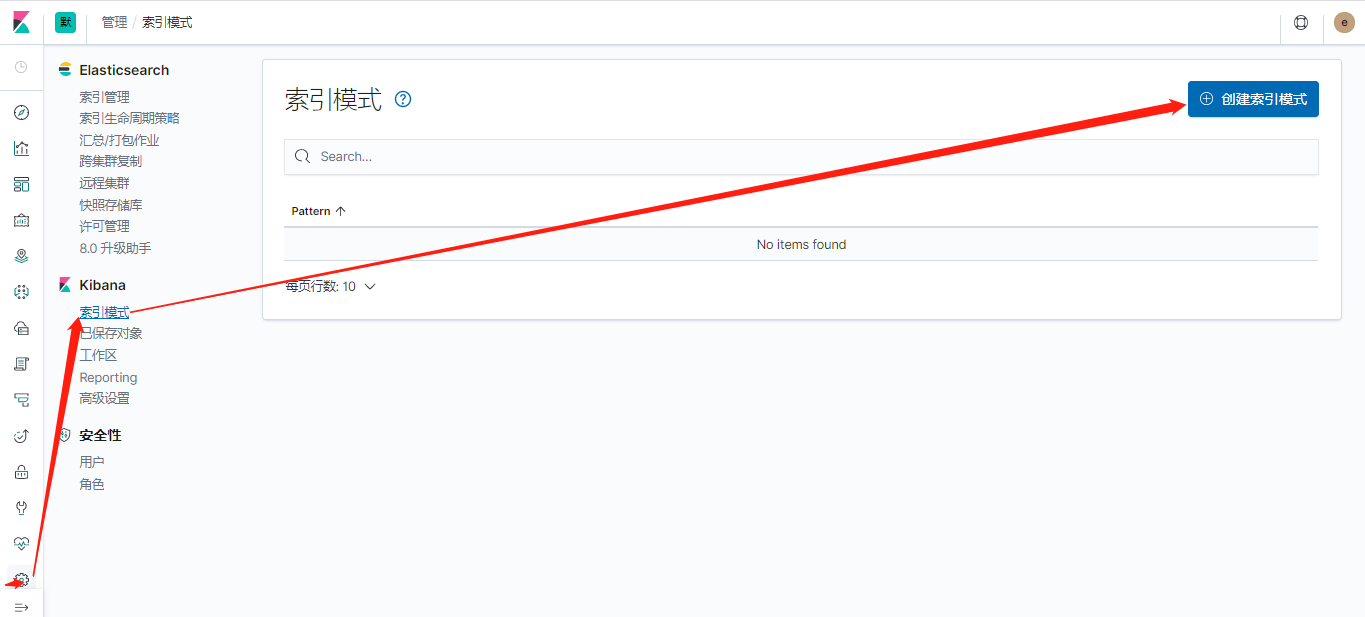 默 管理 / 索引模式 e
Elasticsearch
索引管理
索引生命周期策略
汇总/打包作业
跨集群复制
远程集群
快照存储库
许可管理
8.0 升级助手
Kibana
索引模式
已保存对象
工作区
Reporting
高级设置
安全性
用户
角色
索引模式
创建索引模式
Search...
Pattern
No items found
每页行数: 10